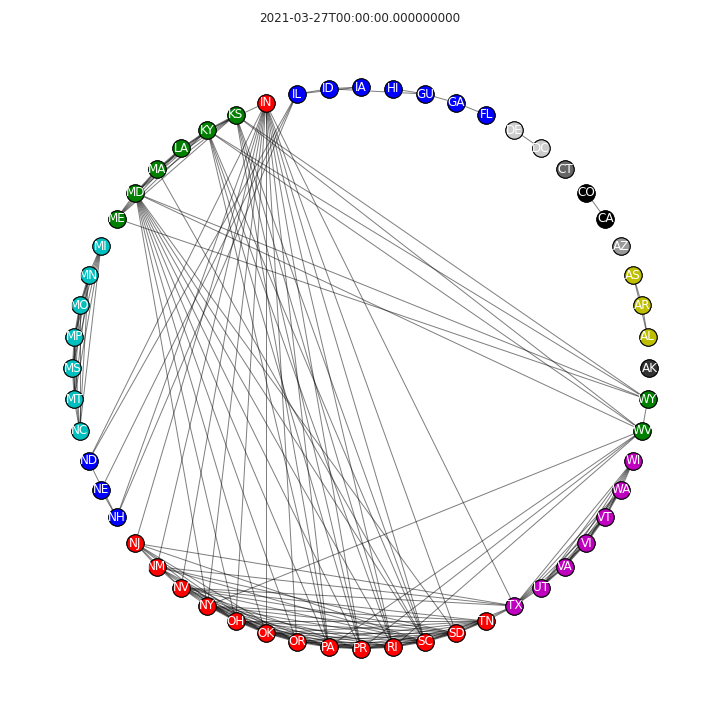 2021-03-27T00:00:00.000000000
IN
IL
ID
IA
HI
GU
GA
FL
DE
DC
CT
CO
CA
AZ
AS
AR
AL
AK
WY
WV
WI
WA
VT
VI
VA
UT
TX
TN
SD
SC
RI
PR
PA
OR
OK
OH
NY
NV
NM
NJ
NH
NE
ND
NC
MT
MS
MP
MO
MN
MI
ME
MD
MA
LA
KY
KS